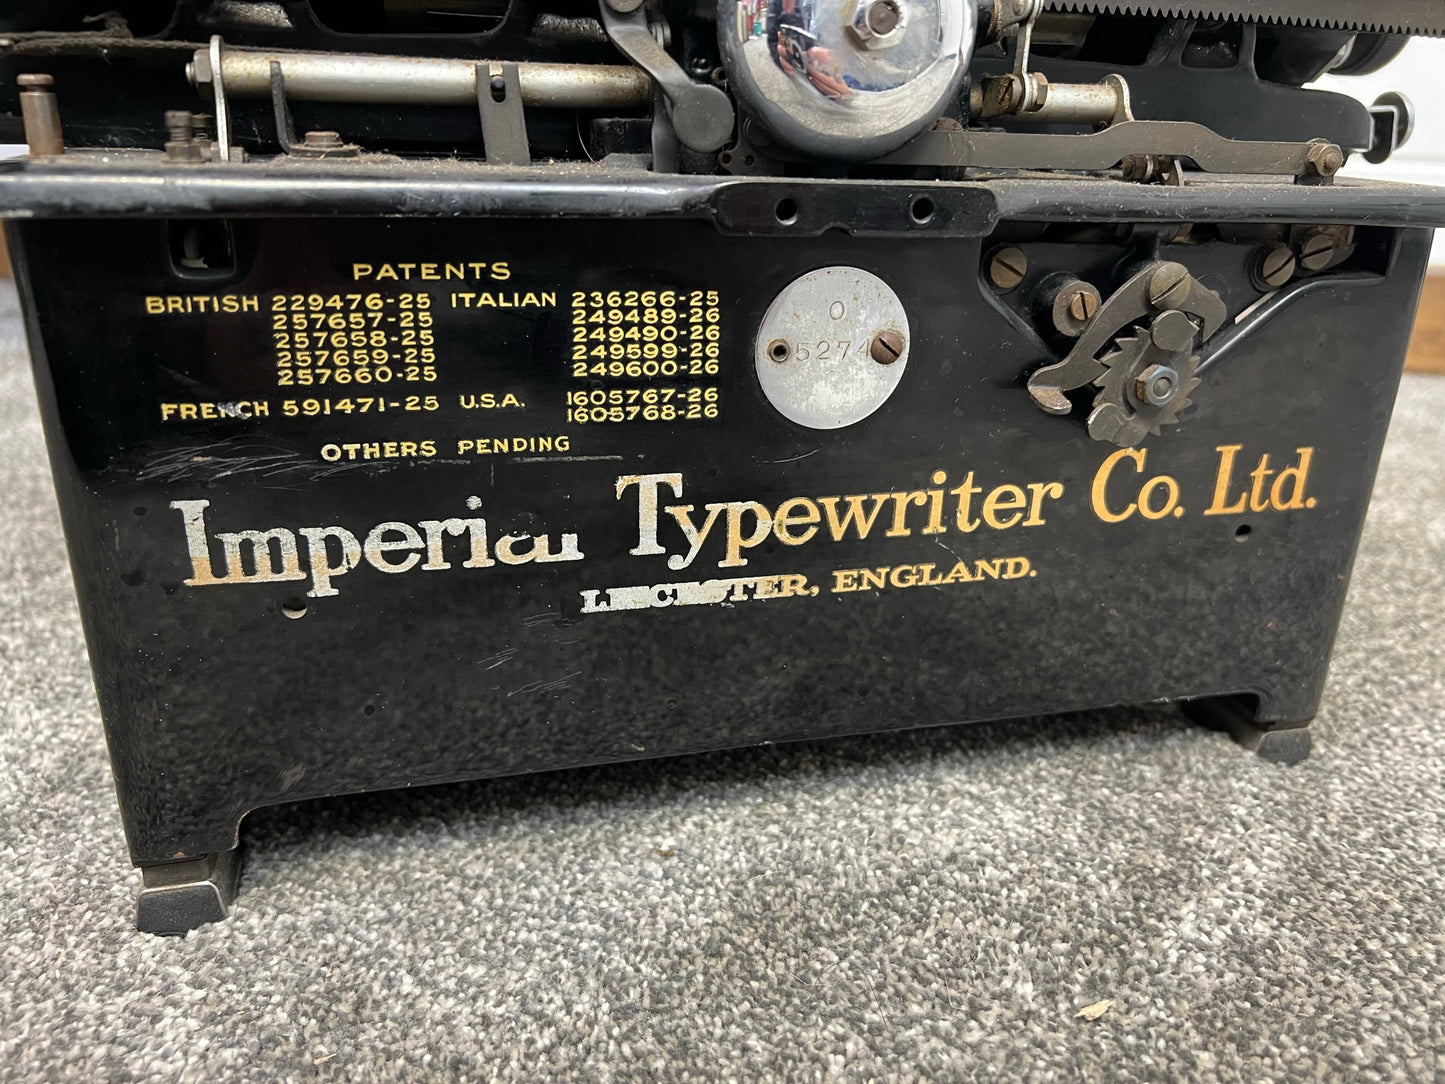 PATENTS
BRITISH 229476-25 ITALIAN 236266-25
257657-25 249489-26
257658-25 249490-26
257659-25 249599-26
257660-25 249600-26
FRENCH 591471-25 U.S.A. 1605767-26
1605768-26
OTHERS PENDING
O
5274
Imperial Typewriter Co. Ltd.
LEICESTER, ENGLAND.